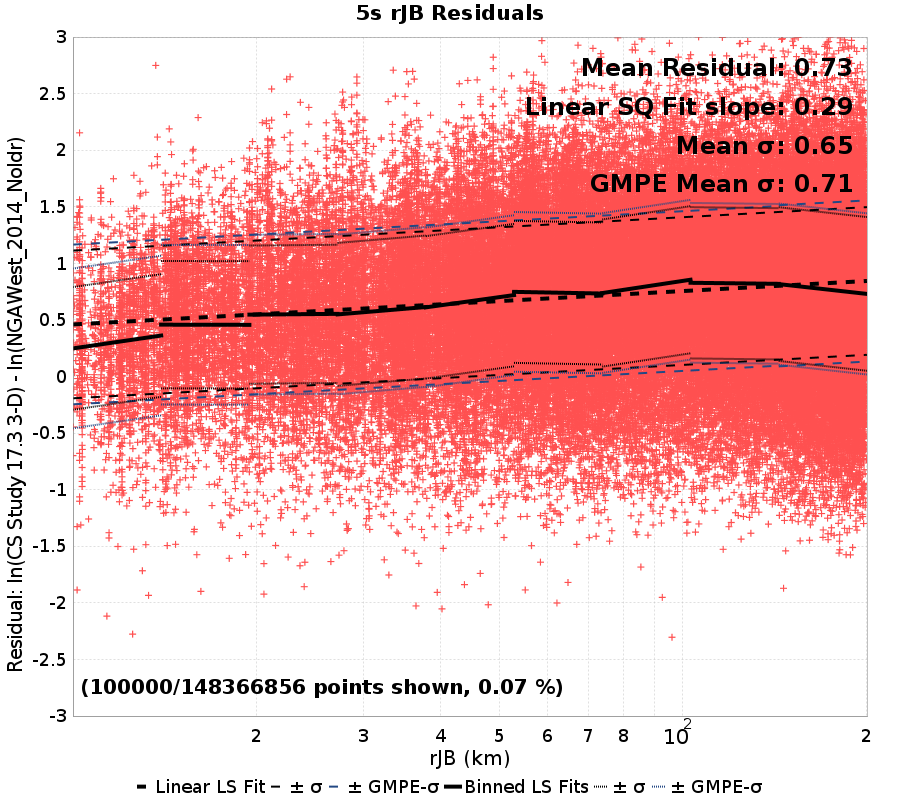 5s rJB Residuals
Mean Residual: 0.73
Linear SQ Fit slope: 0.29
Mean σ: 0.65
GMPE Mean σ: 0.71
3
2.5
2
1.5
1
0.5
0
-0.5
-1
-1.5
-2
-2.5
-3
Residual: ln(CS Study 17.3 3-D) - ln(NGAWest_2014_NoIdr)
(100000/148366856 points shown, 0.07 %)
2 3 4 5 6 7 8 10² 2
rJB (km)
Linear LS Fit ± σ ± GMPE-σ Binned LS Fits ± σ ± GMPE-σ